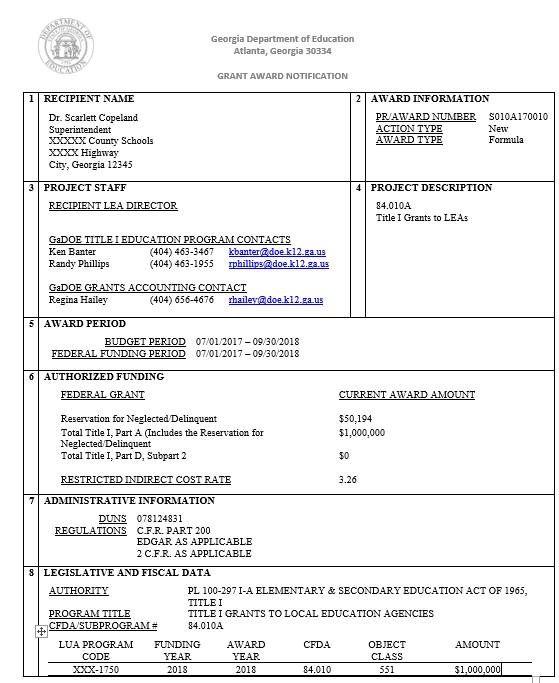 DEPARTMENT OF
EDUCATION
Georgia Department of Education
Atlanta, Georgia 30334
GRANT AWARD NOTIFICATION
1 RECIPIENT NAME
Dr. Scarlett Copeland
Superintendent
XXXXX County Schools
XXXX Highway
City, Georgia 12345
2 AWARD INFORMATION
PR/AWARD NUMBER S010A170010
ACTION TYPE New
AWARD TYPE Formula
3 PROJECT STAFF
RECIPIENT LEA DIRECTOR
GaDOE TITLE I EDUCATION PROGRAM CONTACTS
Ken Banter (404) 463-3467 kbanter@doe.k12.ga.us
Randy Phillips (404) 463-1955 rphillips@doe.k12.ga.us
GaDOE GRANTS ACCOUNTING CONTACT
Regina Hailey (404) 656-4676 rhailey@doe.k12.ga.us
4 PROJECT DESCRIPTION
84.010A
Title I Grants to LEAs
5 AWARD PERIOD
BUDGET PERIOD 07/01/2017 – 09/30/2018
FEDERAL FUNDING PERIOD 07/01/2017 – 09/30/2018
6 AUTHORIZED FUNDING
FEDERAL GRANT CURRENT AWARD AMOUNT
Reservation for Neglected/Delinquent $50,194
Total Title I, Part A (Includes the Reservation for $1,000,000
Neglected/Delinquent
Total Title I, Part D, Subpart 2 $0
RESTRICTED INDIRECT COST RATE 3.26
7 ADMINISTRATIVE INFORMATION
DUNS 078124831
REGULATIONS C.F.R. PART 200
EDGAR AS APPLICABLE
2 C.F.R. AS APPLICABLE
8 LEGISLATIVE AND FISCAL DATA
AUTHORITY PL 100-297 I-A ELEMENTARY & SECONDARY EDUCATION ACT OF 1965,
TITLE I
PROGRAM TITLE TITLE I GRANTS TO LOCAL EDUCATION AGENCIES
CFDA/SUBPROGRAM # 84.010A
LUA PROGRAM FUNDING AWARD CFDA OBJECT AMOUNT
CODE YEAR YEAR CLASS
XXX-1750 2018 2018 84.010 551 $1,000,000